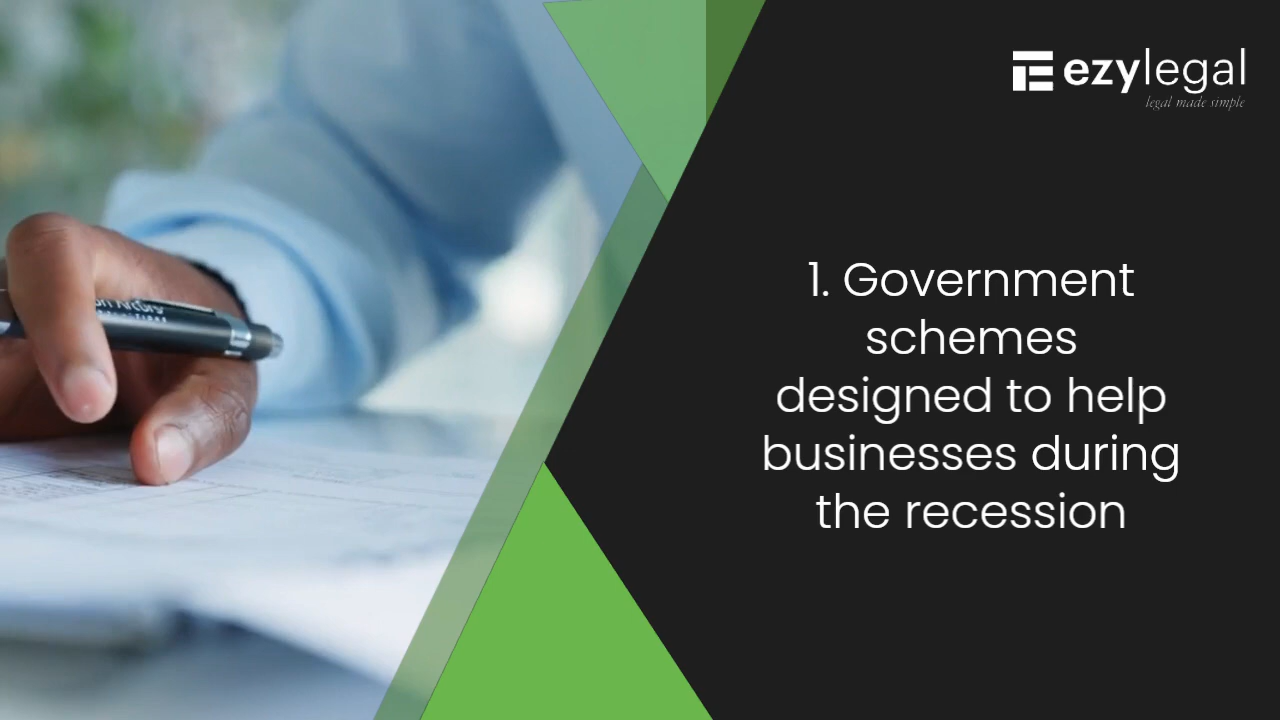 ezylegal
legal made simple
1. Government
schemes
designed to help
businesses during
the recession